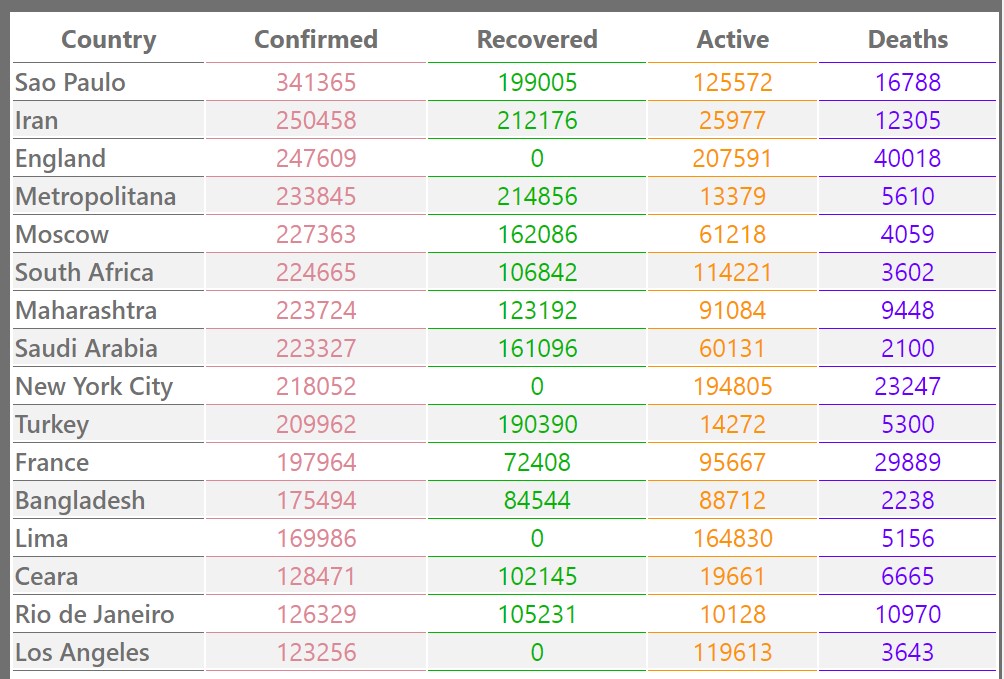 Country Confirmed Recovered Active Deaths
Sao Paulo 341365 199005 125572 16788
Iran 250458 212176 25977 12305
England 247609 0 207591 40018
Metropolitana 233845 214856 13379 5610
Moscow 227363 162086 61218 4059
South Africa 224665 106842 114221 3602
Maharashtra 223724 123192 91084 9448
Saudi Arabia 223327 161096 60131 2100
New York City 218052 0 194805 23247
Turkey 209962 190390 14272 5300
France 197964 72408 95667 29889
Bangladesh 175494 84544 88712 2238
Lima 169986 0 164830 5156
Ceara 128471 102145 19661 6665
Rio de Janeiro 126329 105231 10128 10970
Los Angeles 123256 0 119613 3643